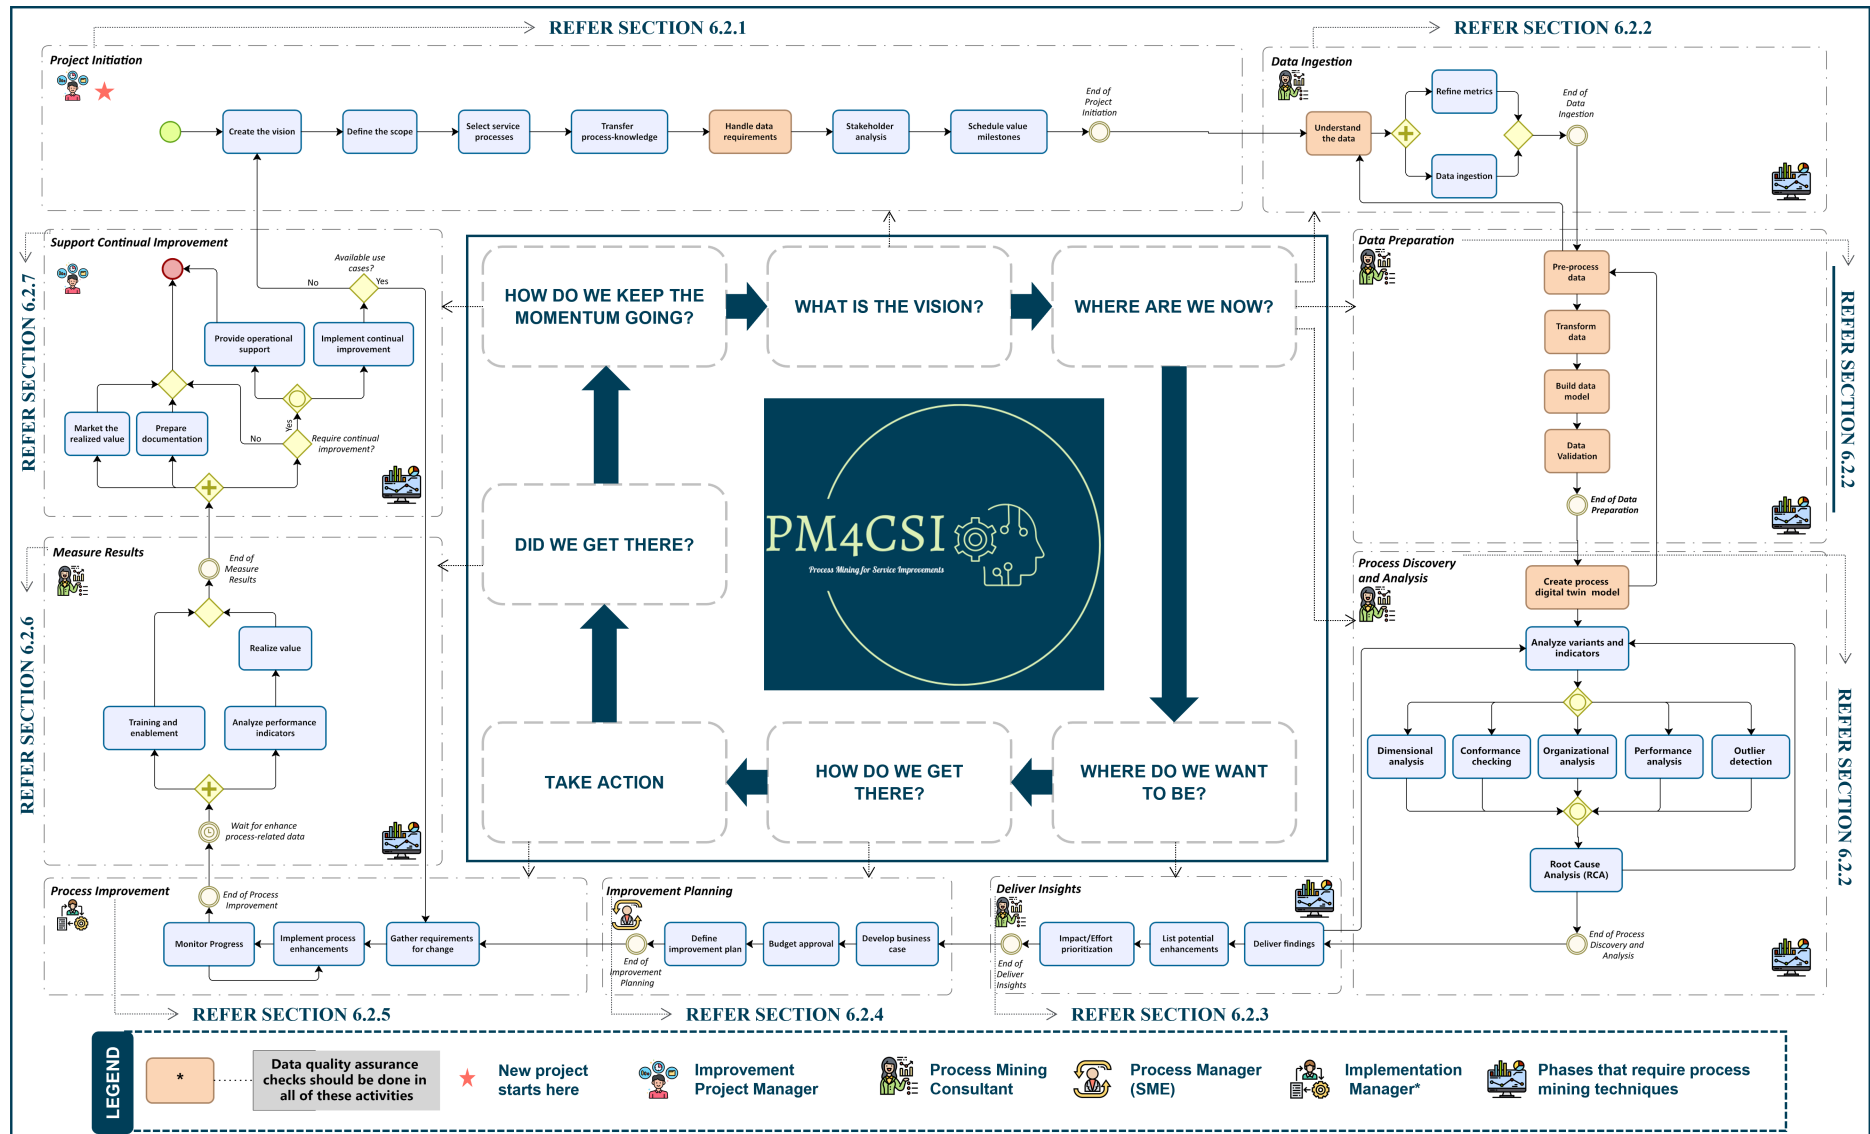 REFER SECTION 6.2.1
REFER SECTION 6.2.2
Project Initiation
Create the vision
Define the scope
Select service
processes
Transfer
process-knowledge
Handle data
requirements
Stakeholder
analysis
Schedule value
milestones
End of
Project
Initiation
Data Ingestion
Understand
the data
Refine metrics
Data ingestion
End of
Data
Ingestion
Support Continual Improvement
REFER SECTION 6.2.7
Available use
cases?
No
Yes
Provide operational
support
Implement continual
improvement
Market the
realized value
Prepare
documentation
Yes
No
Require continual
improvement?
HOW DO WE KEEP THE
MOMENTUM GOING?
WHAT IS THE VISION?
WHERE ARE WE NOW?
DID WE GET THERE?
PM4CSI
Process Mining for Service Improvements
TAKE ACTION
HOW DO WE GET
THERE?
WHERE DO WE WANT
TO BE?
Data Preparation
REFER SECTION 6.2.2
Pre-process
data
Transform
data
Build data
model
Data
Validation
End of Data
Preparation
Measure Results
REFER SECTION 6.2.6
End of
Measure
Results
Realize value
Training and
enablement
Analyze performance
indicators
Wait for enhance
process-related data
Process Discovery
and Analysis
REFER SECTION 6.2.2
Create process
digital twin model
Analyze variants and
indicators
Dimensional
analysis
Conformance
checking
Organizational
analysis
Performance
analysis
Outlier
detection
Root Cause
Analysis (RCA)
End of Process
Discovery and
Analysis
Process Improvement
End of Process
Improvement
Monitor Progress
Implement process
enhancements
Gather requirements
for change
Improvement Planning
End of
Improvement
Planning
Define
improvement plan
Budget approval
Develop business
case
Deliver Insights
End of
Deliver
Insights
Impact/Effort
prioritization
List potential
enhancements
Deliver findings
REFER SECTION 6.2.5
REFER SECTION 6.2.4
REFER SECTION 6.2.3
LEGEND
*
Data quality assurance
checks should be done in
all of these activities
New project
starts here
Improvement
Project Manager
Process Mining
Consultant
Process Manager
(SME)
Implementation
Manager*
Phases that require process
mining techniques